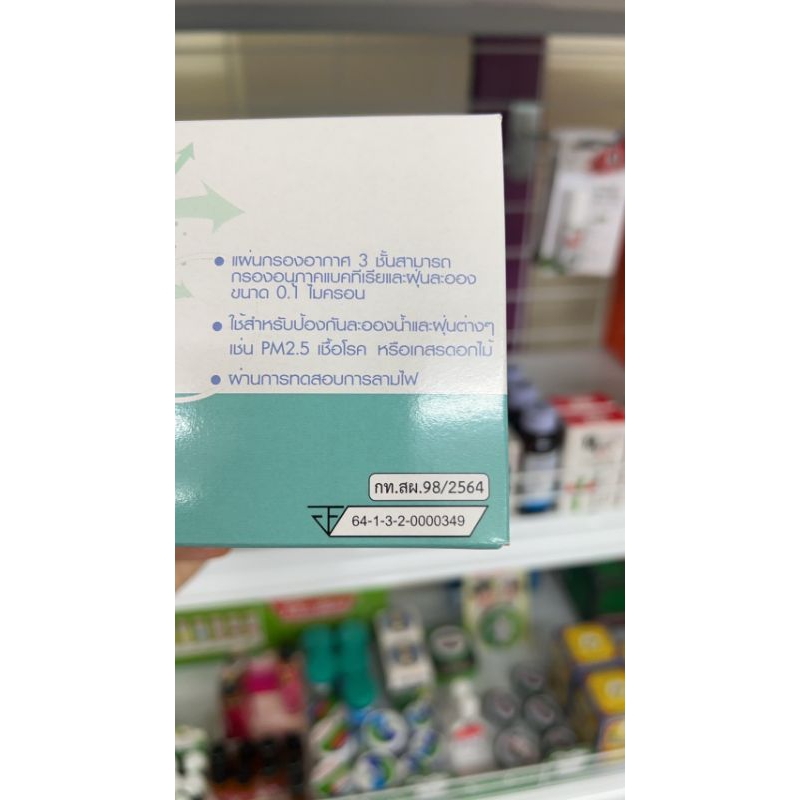 • แผ่นกรองอากาศ 3 ชั้นสามารถ
กรองอนุภาคแบคทีเรียและฝุ่นละออง
ขนาด 0.1 ไมครอน
• ใช้สำหรับป้องกันละอองน้ำและฝุ่นต่างๆ
เช่น PM2.5 เชื้อโรค หรือเกสรดอกไม้
• ผ่านการทดสอบการลามไฟ
กท.สผ.98/2564
64-1-3-2-0000349